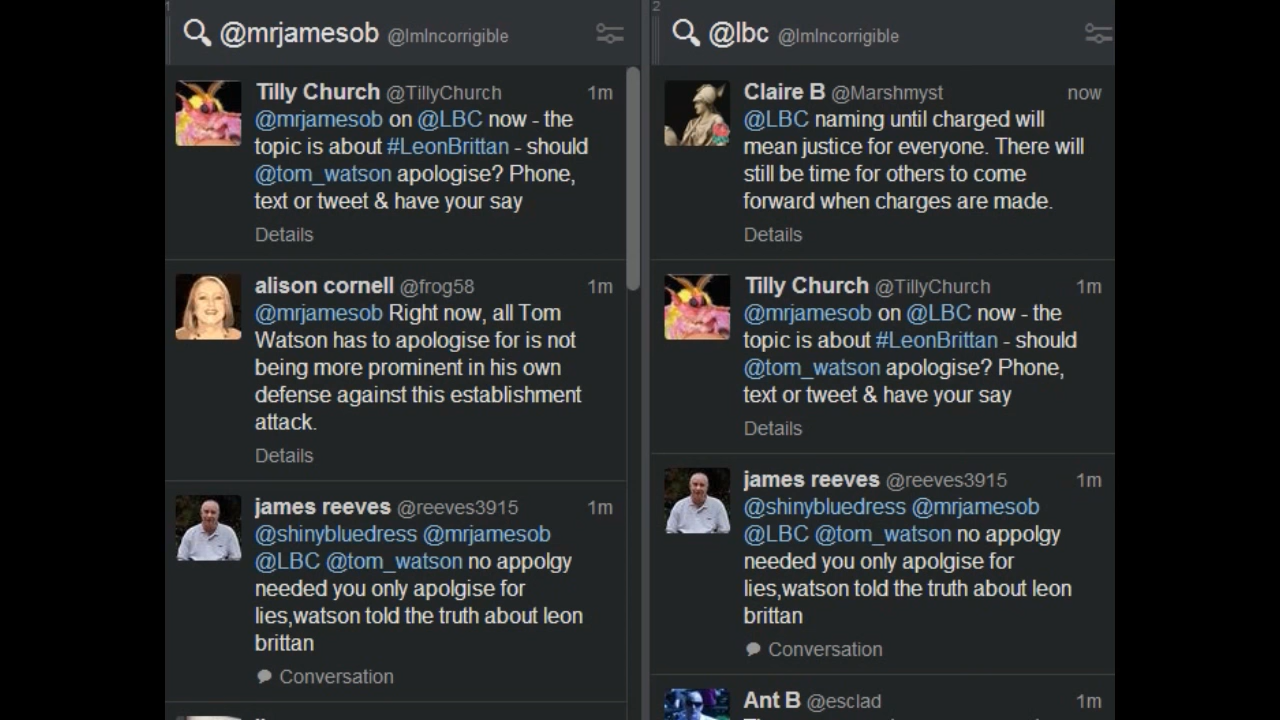 1
@mrjamesob @ImIncorrigible
Tilly Church @TillyChurch 1m
@mrjamesob on @LBC now - the
topic is about #LeonBrittan - should
@tom_watson apologise? Phone,
text or tweet & have your say
Details
alison cornell @frog58 1m
@mrjamesob Right now, all Tom
Watson has to apologise for is not
being more prominent in his own
defense against this establishment
attack.
Details
james reeves @reeves3915 1m
@shinybluedress @mrjamesob
@LBC @tom_watson no appolgy
needed you only apolgise for
lies,watson told the truth about leon
brittan
Conversation
2
@lbc @ImIncorrigible
Claire B @Marshmyst now
@LBC naming until charged will
mean justice for everyone. There will
still be time for others to come
forward when charges are made.
Details
Tilly Church @TillyChurch 1m
@mrjamesob on @LBC now - the
topic is about #LeonBrittan - should
@tom_watson apologise? Phone,
text or tweet & have your say
Details
james reeves @reeves3915 1m
@shinybluedress @mrjamesob
@LBC @tom_watson no appolgy
needed you only apolgise for
lies,watson told the truth about leon
brittan
Conversation
Ant B @esclad 1m